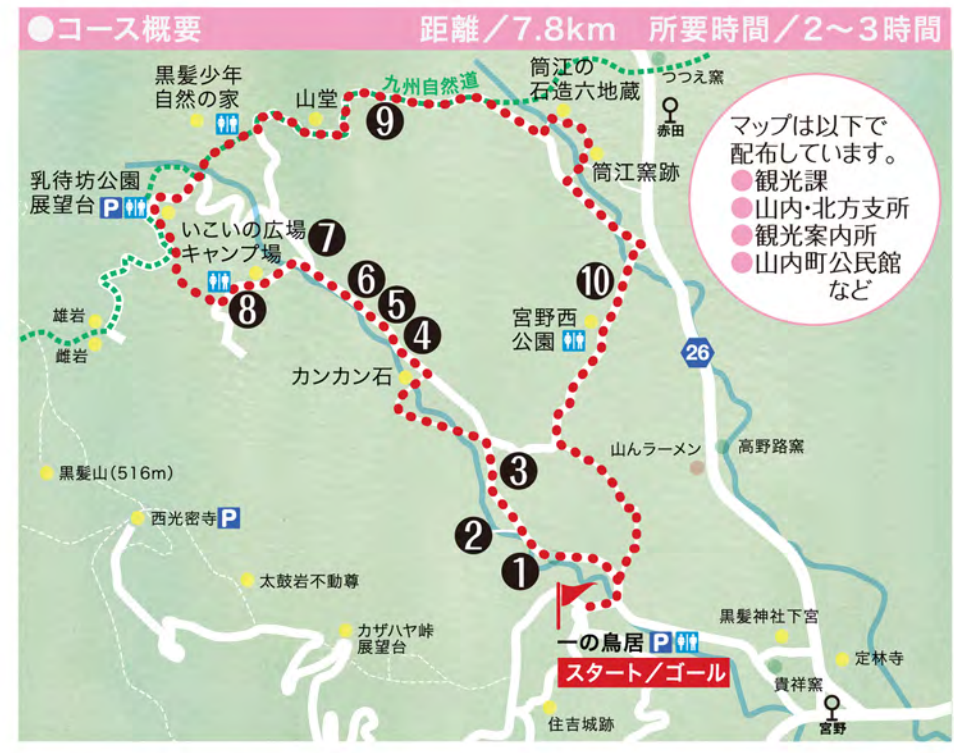 ●コース概要
距離／7.8km 所要時間／2〜3時間
黒髪少年
自然の家
山堂
九州自然道
筒江の
石造六地蔵
つつえ窯
赤田
マップは以下で
配布しています。
●観光課
●山内・北方支所
●観光案内所
●山内町公民館
など
9
筒江窯跡
乳待坊公園
展望台 P
いこいの広場
キャンプ場
7
6
5
4
8
10
宮野西
公園
雄岩
雌岩
カンカン石
26
山んラーメン
高野路窯
3
黒髪山(516m)
西光密寺 P
2
1
太鼓岩不動尊
カザハヤ峠
展望台
一の鳥居 P
スタート／ゴール
黒髪神社下宮
定林寺
貴祥窯
宮野
住吉城跡